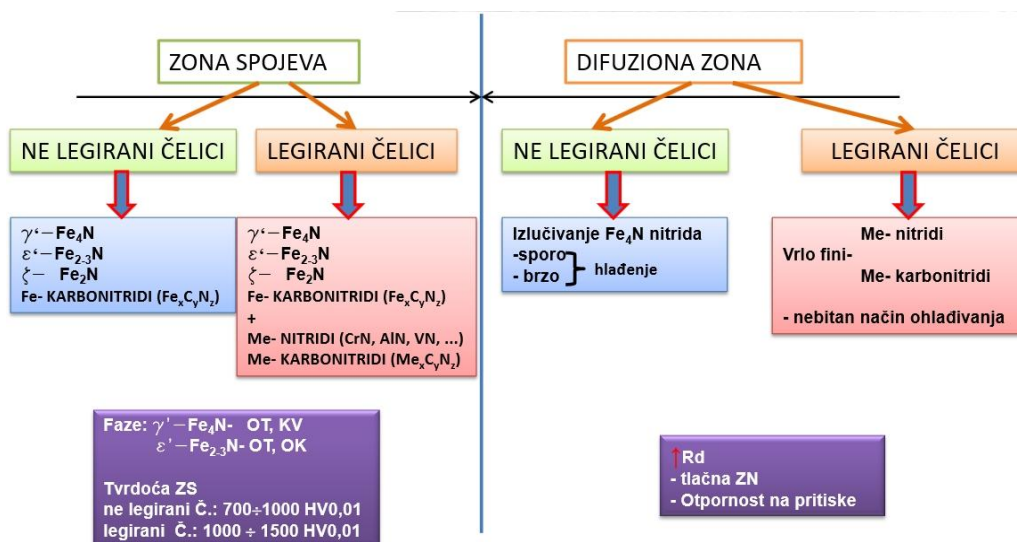 ZONA SPOJEVA
NE LEGIRANI ČELICI
LEGIRANI ČELICI
γ‘– Fe₄N
ε‘– Fe₂₋₃N
ζ – Fe₂N
Fe- KARBONITRIDI (FeₓCᵧN_z)
γ‘– Fe₄N
ε‘– Fe₂₋₃N
ζ – Fe₂N
Fe- KARBONITRIDI (FeₓCᵧN_z)
+
Me- NITRIDI (CrN, AlN, VN, ...)
Me- KARBONITRIDI (MeₓCᵧN_z)
Faze: γ’– Fe₄N- OT, KV
ε’– Fe₂₋₃N- OT, OK
Tvrdoća ZS
ne legirani Č.: 700÷1000 HV0,01
legirani Č.: 1000 ÷ 1500 HV0,01
DIFUZIONA ZONA
NE LEGIRANI ČELICI
LEGIRANI ČELICI
Izlučivanje Fe₄N nitrida
-sporo
- brzo
hlađenje
Me- nitridi
Vrlo fini-
Me- karbonitridi
- nebitan način ohlađivanja
↑Rd
- tlačna ZN
- Otpornost na pritiske